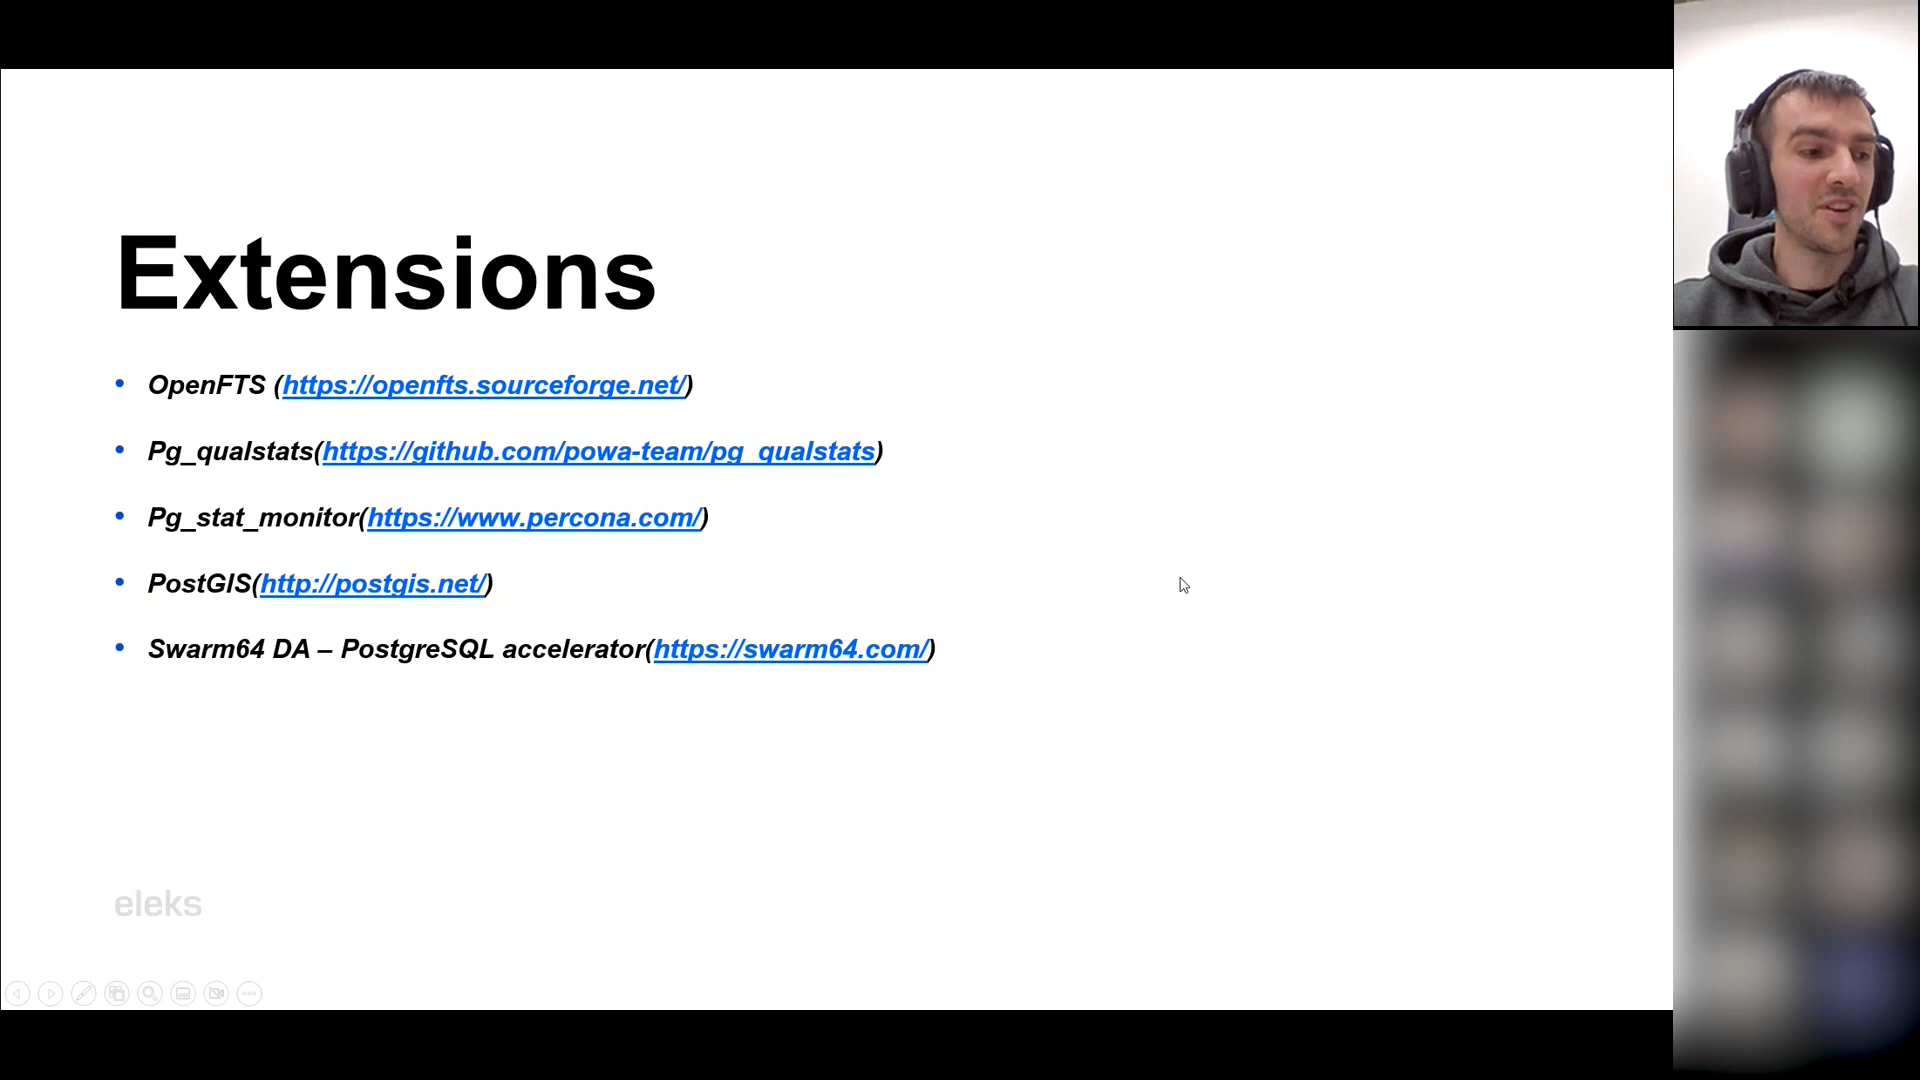 Extensions
• OpenFTS (https://openfts.sourceforge.net/)
• Pg_qualstats(https://github.com/powa-team/pg_qualstats)
• Pg_stat_monitor(https://www.percona.com/)
• PostGIS(http://postgis.net/)
• Swarm64 DA – PostgreSQL accelerator(https://swarm64.com/)
eleks